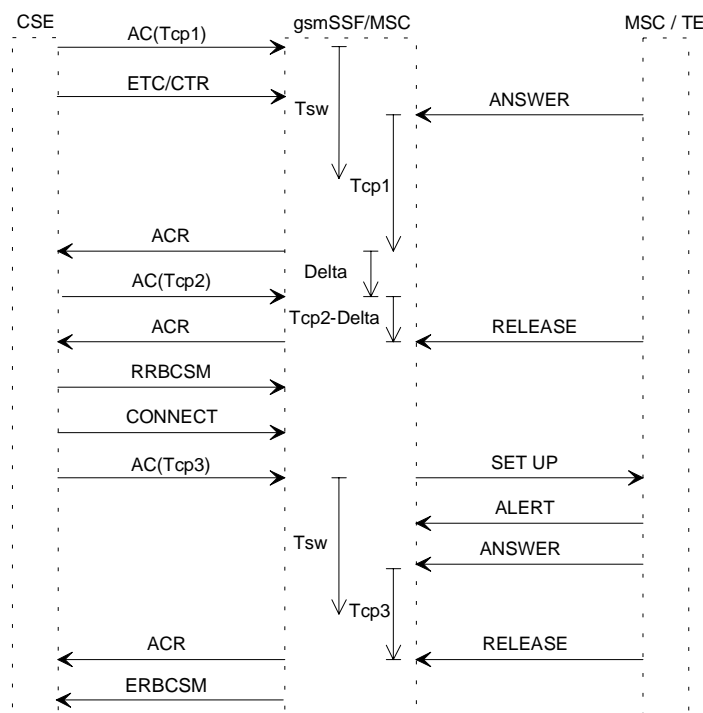 CSE gsmSSF/MSC MSC / TE
AC(Tcp1)
ETC/CTR
Tsw
ANSWER
Tcp1
ACR
Delta
AC(Tcp2)
Tcp2-Delta
ACR
RELEASE
RRBCSM
CONNECT
AC(Tcp3)
SET UP
ALERT
Tsw
ANSWER
Tcp3
ACR
RELEASE
ERBCSM